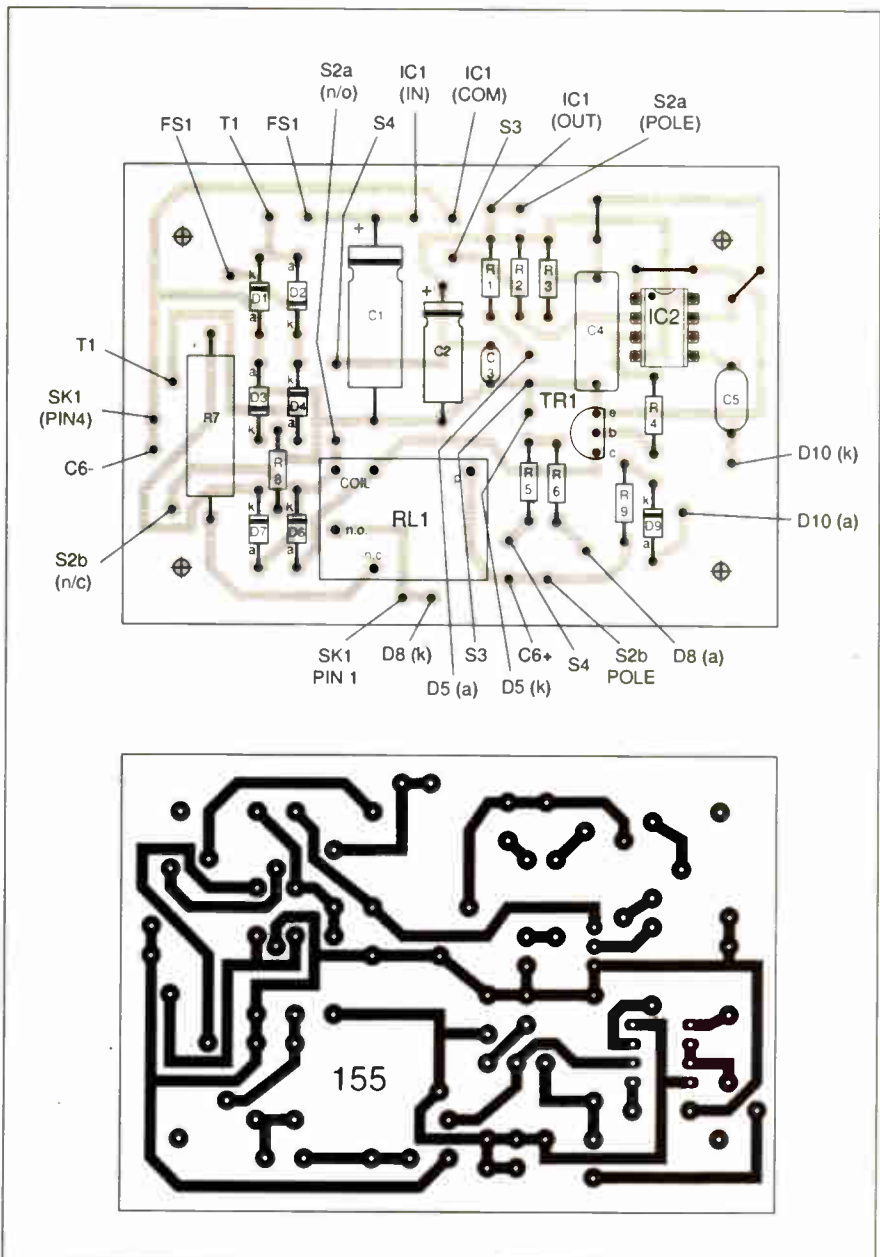 S2a
(n/o)
IC1
(IN)
IC1
(COM)
IC1
(OUT)
S2a
(POLE)
FS1
T1
FS1
S4
S3
+
k
a
D1
a
D2
k
C1
+
C2
R
1
R
2
R
3
C
3
C4
IC2
T1
SK1
(PIN4)
C6-
R7
a
D3
k
k
D4
a
R
8
TR1
e
b
c
R
4
C5
D10 (k)
COIL
p
RL1
n.o.
n.c
k
D7
a
k
D6
a
R
5
R
6
R
9
k
D9
a
D10 (a)
S2b
(n/c)
SK1
PIN 1
D8 (k)
D5 (a)
S3
D5 (k)
C6+
S4
S2b
POLE
D8 (a)
155